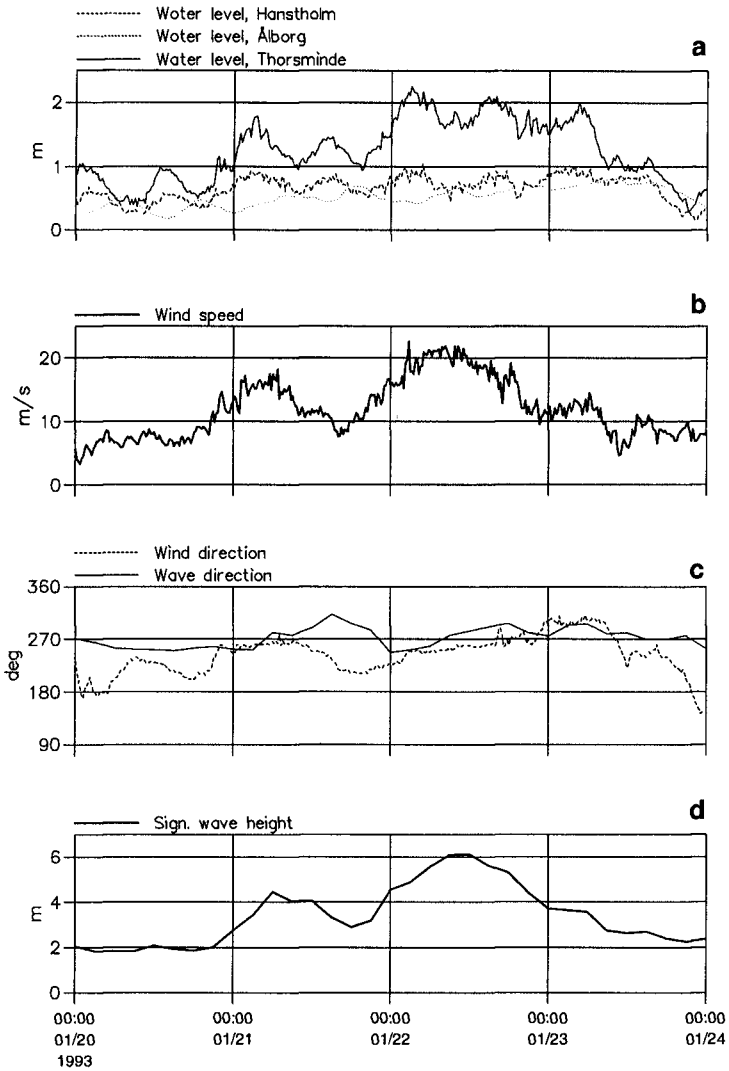 Woter level, Hanstholm
Woter level, Ålborg
Water level, Thorsminde
a
2
1
0
m
Wind speed
b
20
10
0
m/s
Wind direction
Wave direction
c
360
270
180
90
deg
Sign. wave height
d
6
4
2
0
m
00:00 00:00 00:00 00:00 00:00
01/20 01/21 01/22 01/23 01/24
1993